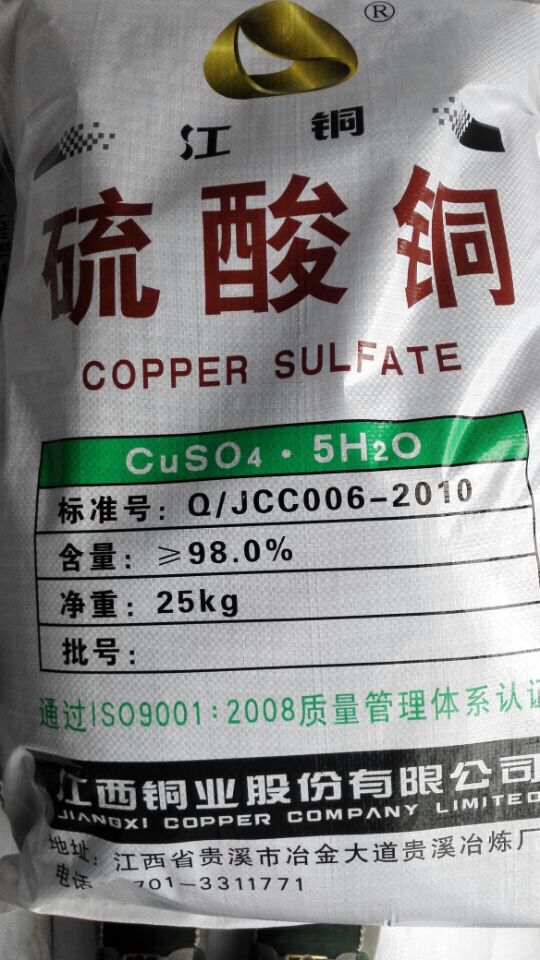 ®
江 铜
硫酸铜
COPPER SULFATE
CuSO4·5H2O
标准号：Q/JCC006-2010
含量：≥98.0%
净重：25kg
批号：
通过ISO9001:2008质量管理体系认证
江西铜业股份有限公司
JIANGXI COPPER COMPANY LIMITED
地址：江西省贵溪市冶金大道贵溪冶炼厂
电话 701-3311771